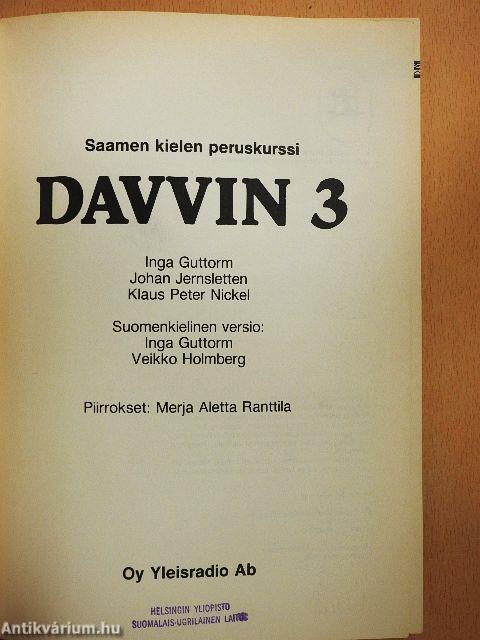 Saamen kielen peruskurssi
DAVVIN 3
Inga Guttorm
Johan Jernsletten
Klaus Peter Nickel
Suomenkielinen versio:
Inga Guttorm
Veikko Holmberg
Piirrokset: Merja Aletta Ranttila
Oy Yleisradio Ab
HELSINGIN YLIOPISTO
SUOMALAIS-UGRILAINEN LAITOS
Antikvárium.hu